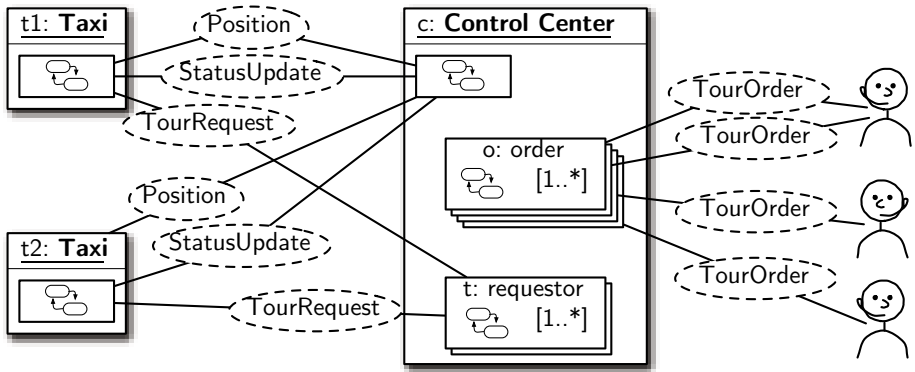 t1: Taxi
Position
StatusUpdate
TourRequest
c: Control Center
TourOrder
TourOrder
o: order
[1..*]
Position
TourOrder
t2: Taxi
StatusUpdate
TourOrder
TourRequest
t: requestor
[1..*]